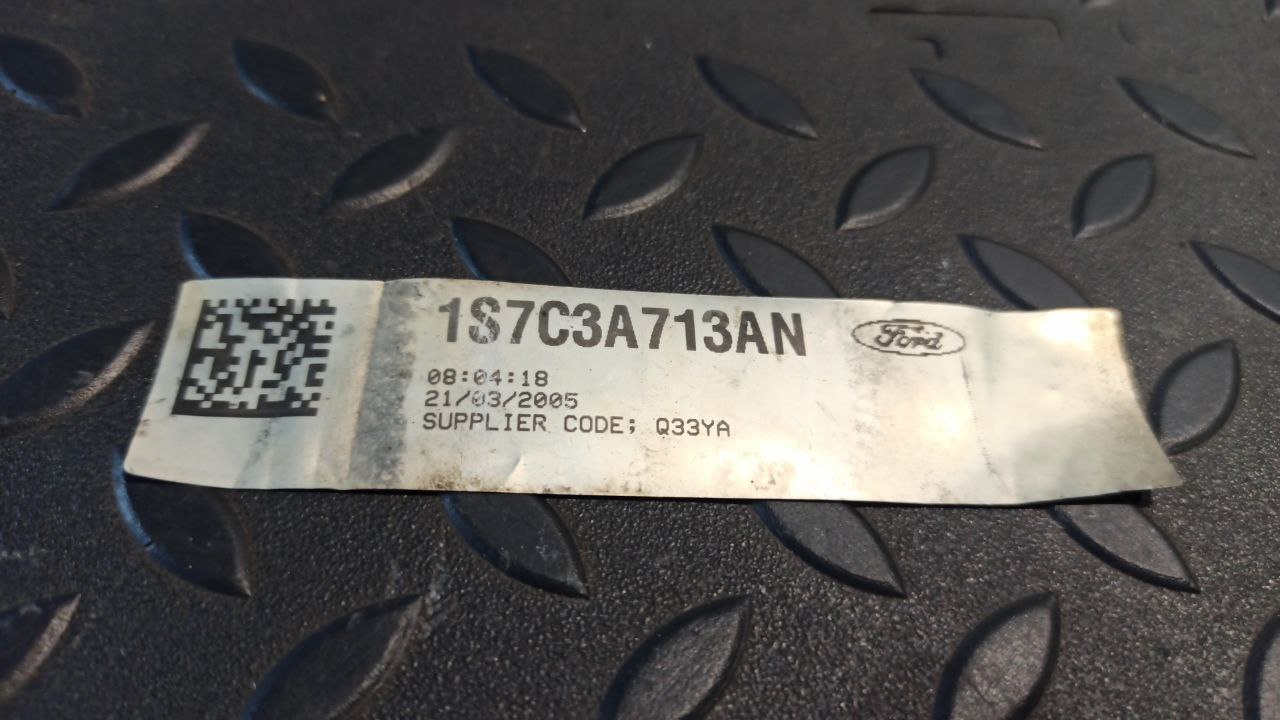 1S7C3A713AN
Ford
08:04:18
21/03/2005
SUPPLIER CODE; Q33YA